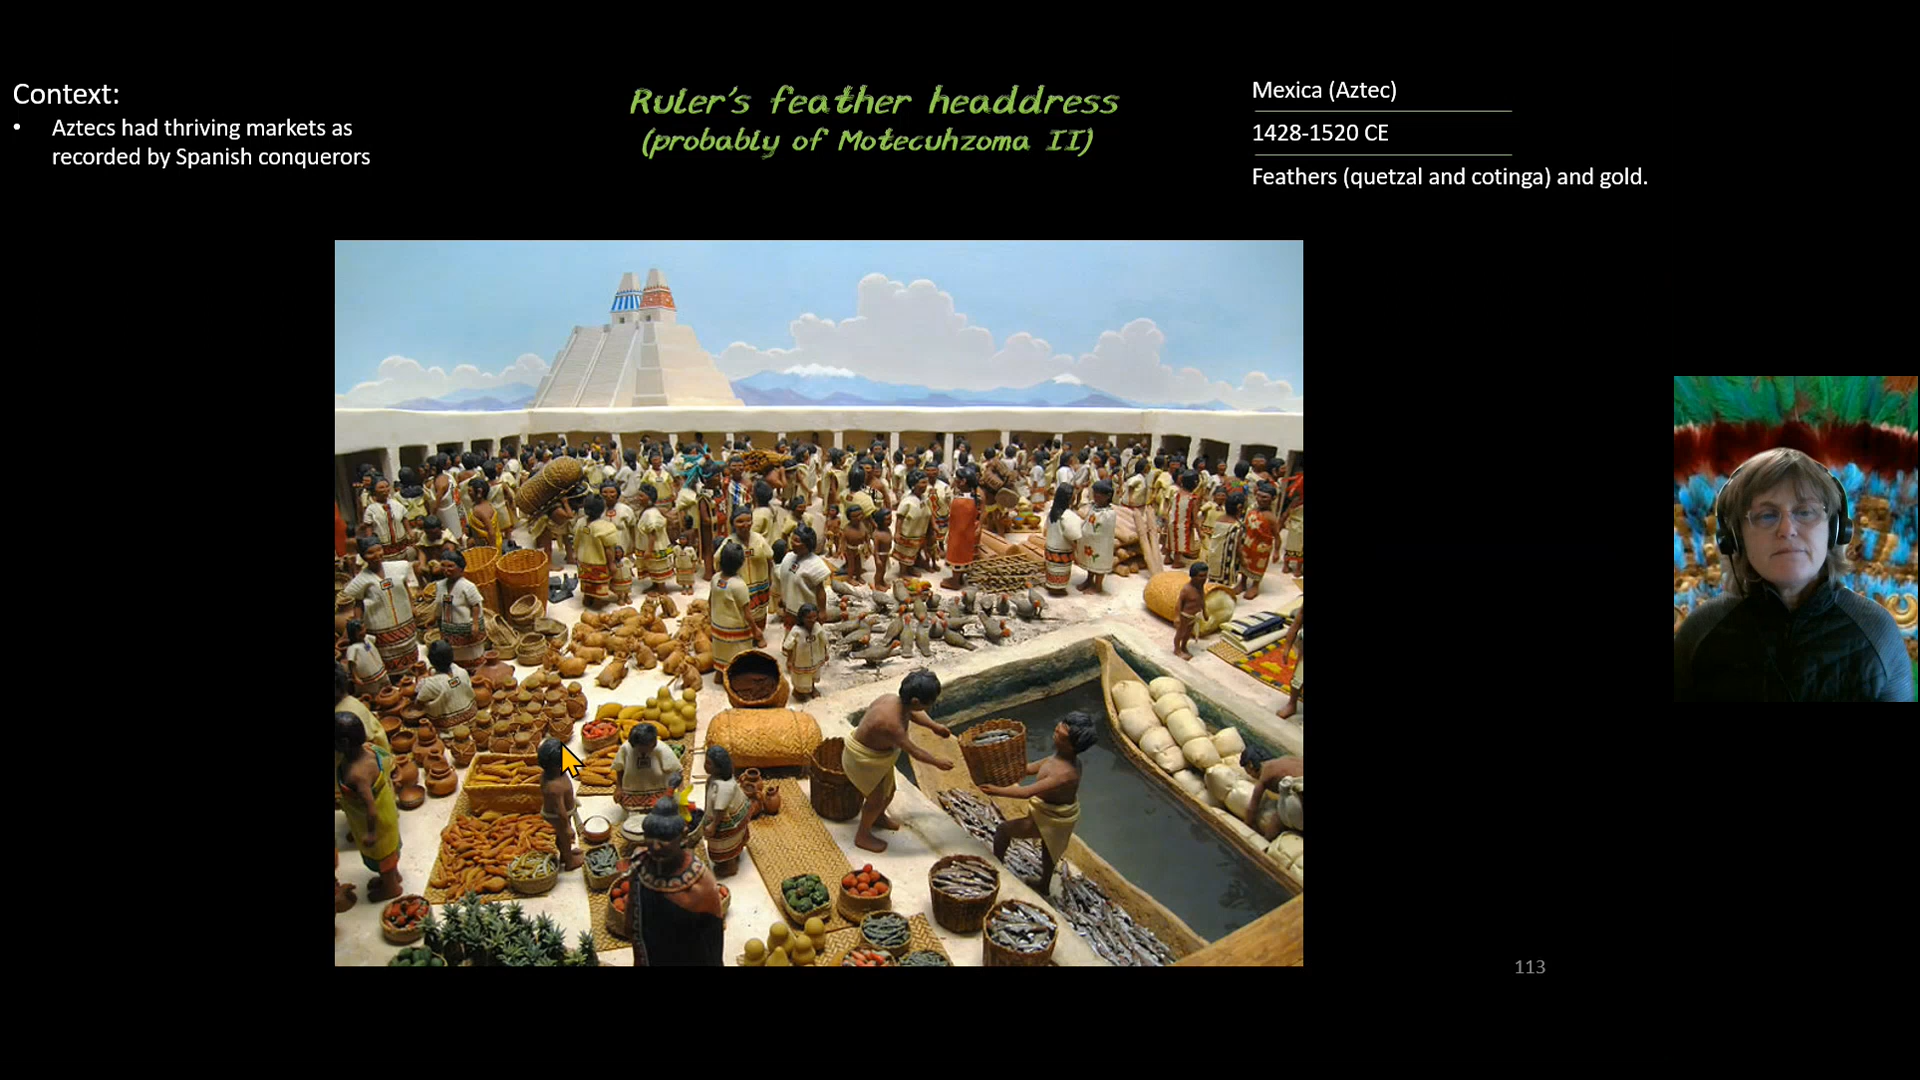 Context:
• Aztecs had thriving markets as
recorded by Spanish conquerors
Ruler's feather headdress
(probably of Motecuhzoma II)
Mexica (Aztec)
1428-1520 CE
Feathers (quetzal and cotinga) and gold.
113